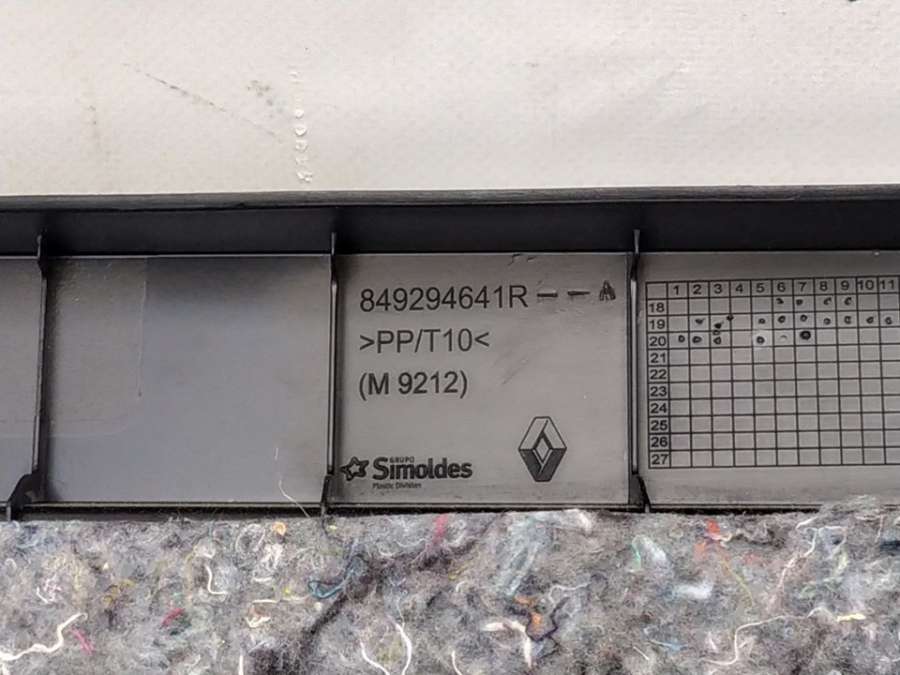 849294641R -- A
>PP/T10<
(M 9212)
GRUPO
Simoldes
Plastic Division
1 2 3 4 5 6 7 8 9 10 11
18
19
20
21
22
23
24
25
26
27